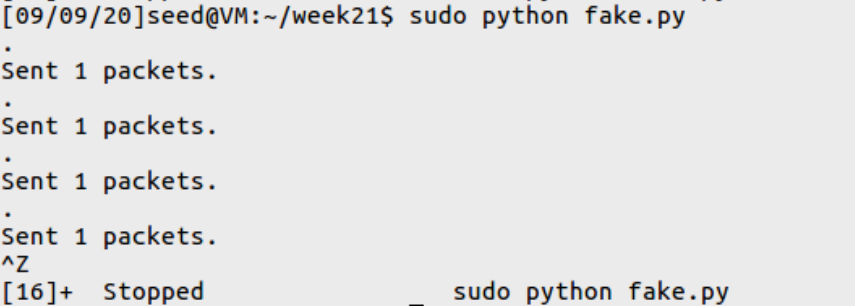 [09/09/20]seed@VM:~/week21$ sudo python fake.py
.
Sent 1 packets.
.
Sent 1 packets.
.
Sent 1 packets.
.
Sent 1 packets.
^Z
[16]+  Stopped                 sudo python fake.py